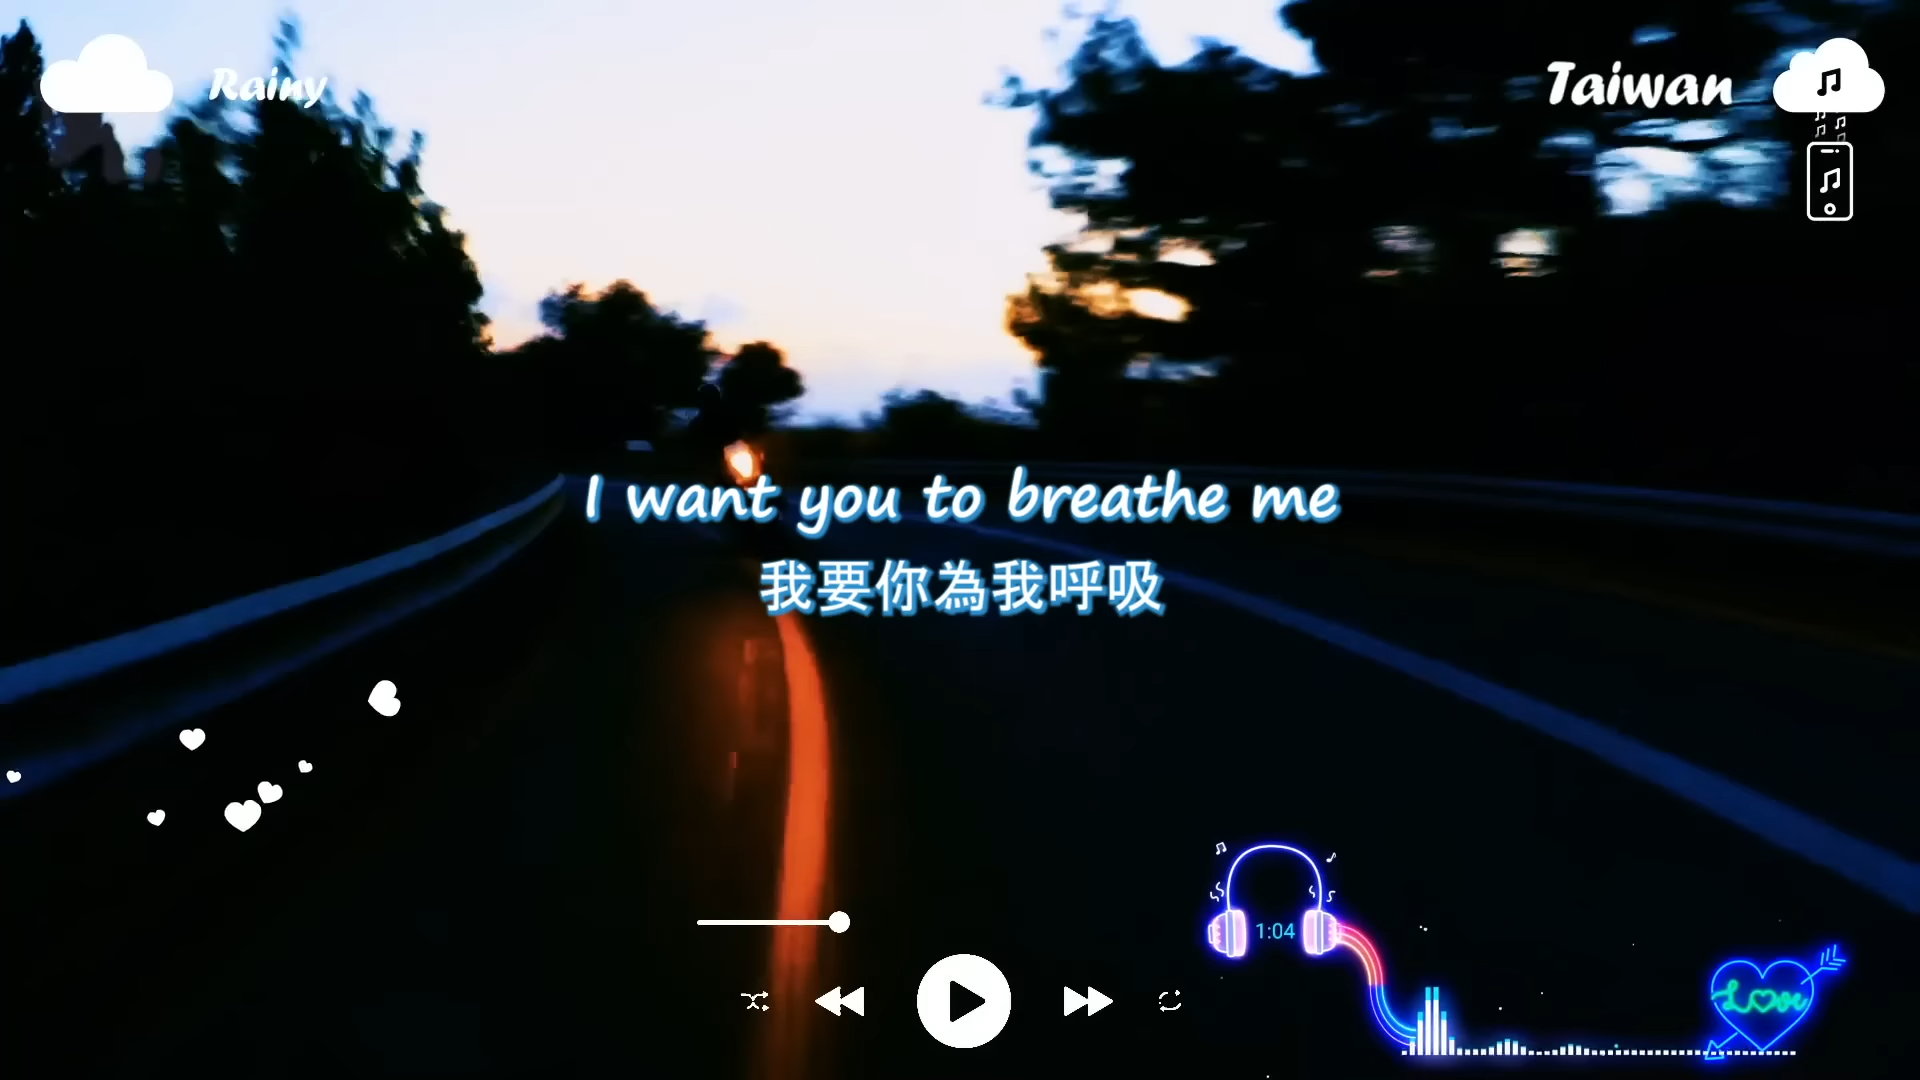 Rainy
Taiwan
I want you to breathe me
我要你為我呼吸
1:04
Love